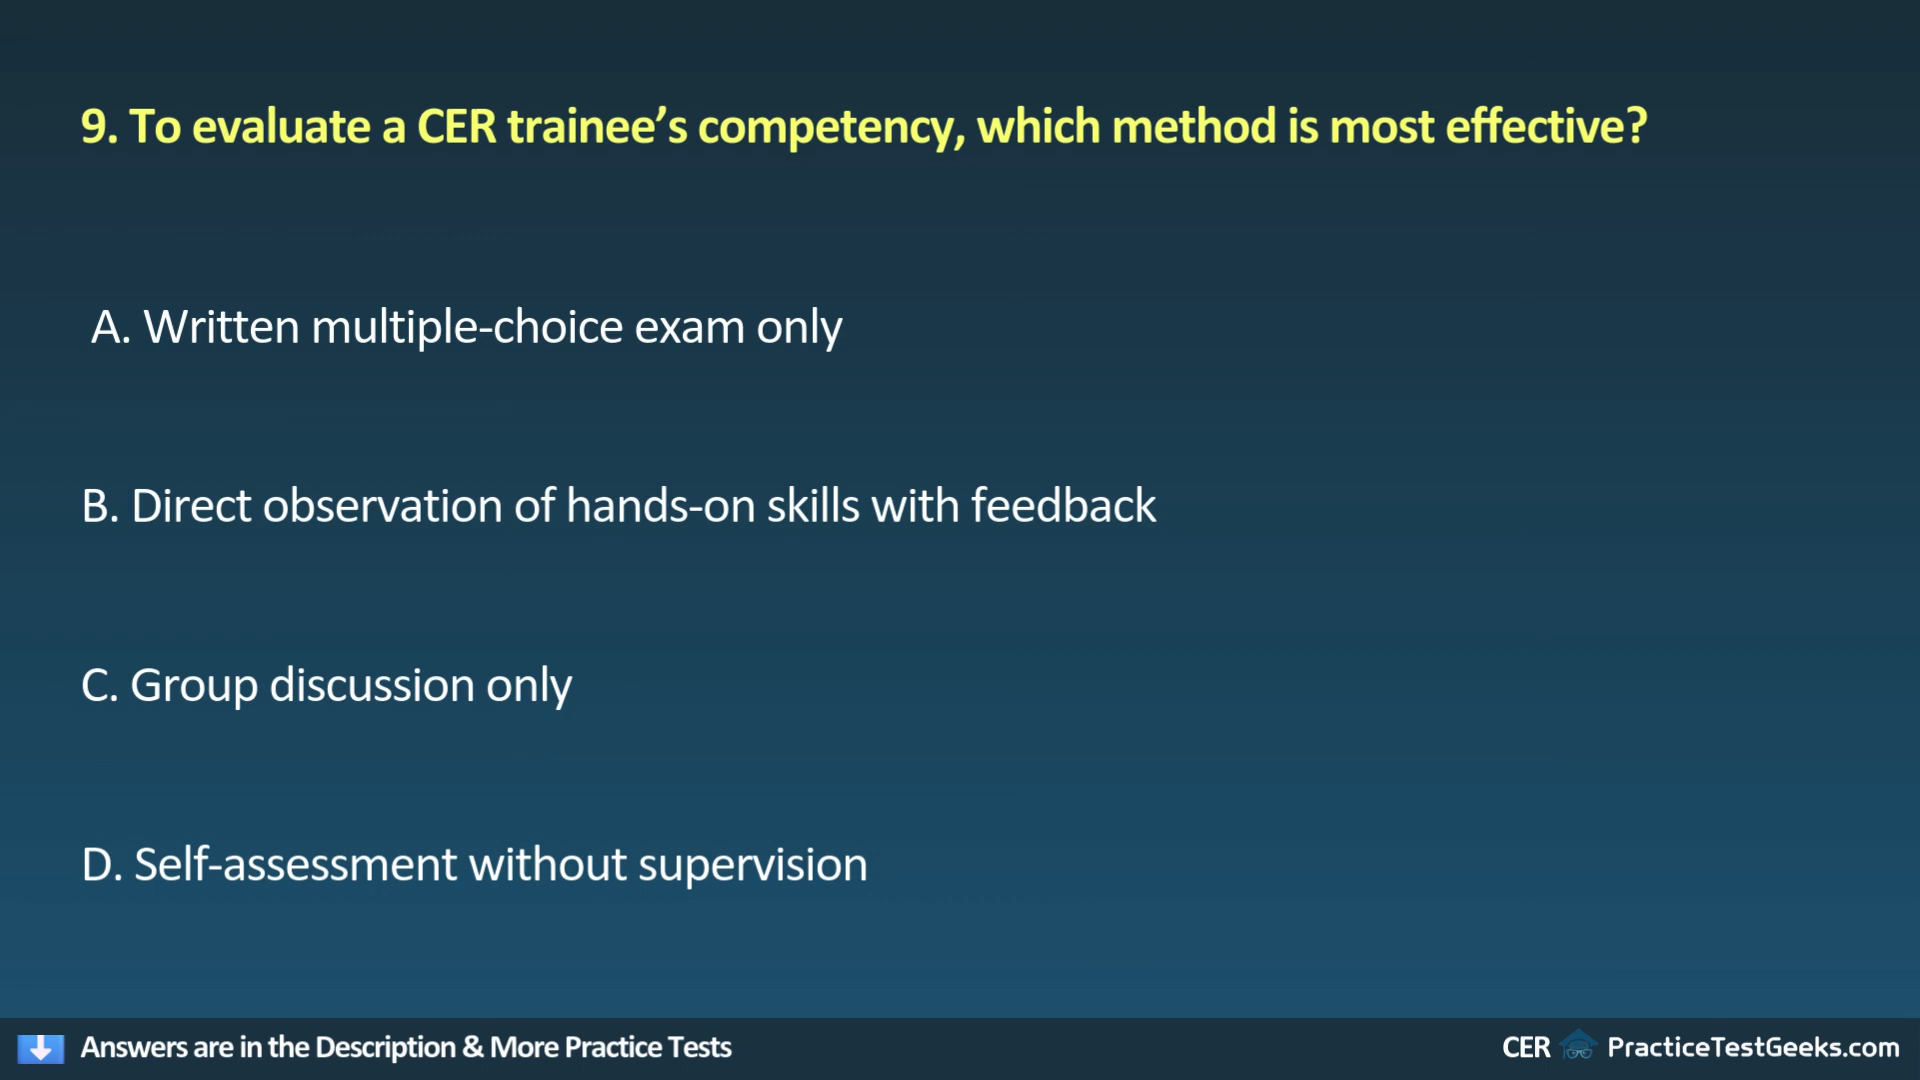 9. To evaluate a CER trainee’s competency, which method is most effective?
A. Written multiple-choice exam only
B. Direct observation of hands-on skills with feedback
C. Group discussion only
D. Self-assessment without supervision
Answers are in the Description & More Practice Tests
CER PracticeTestGeeks.com